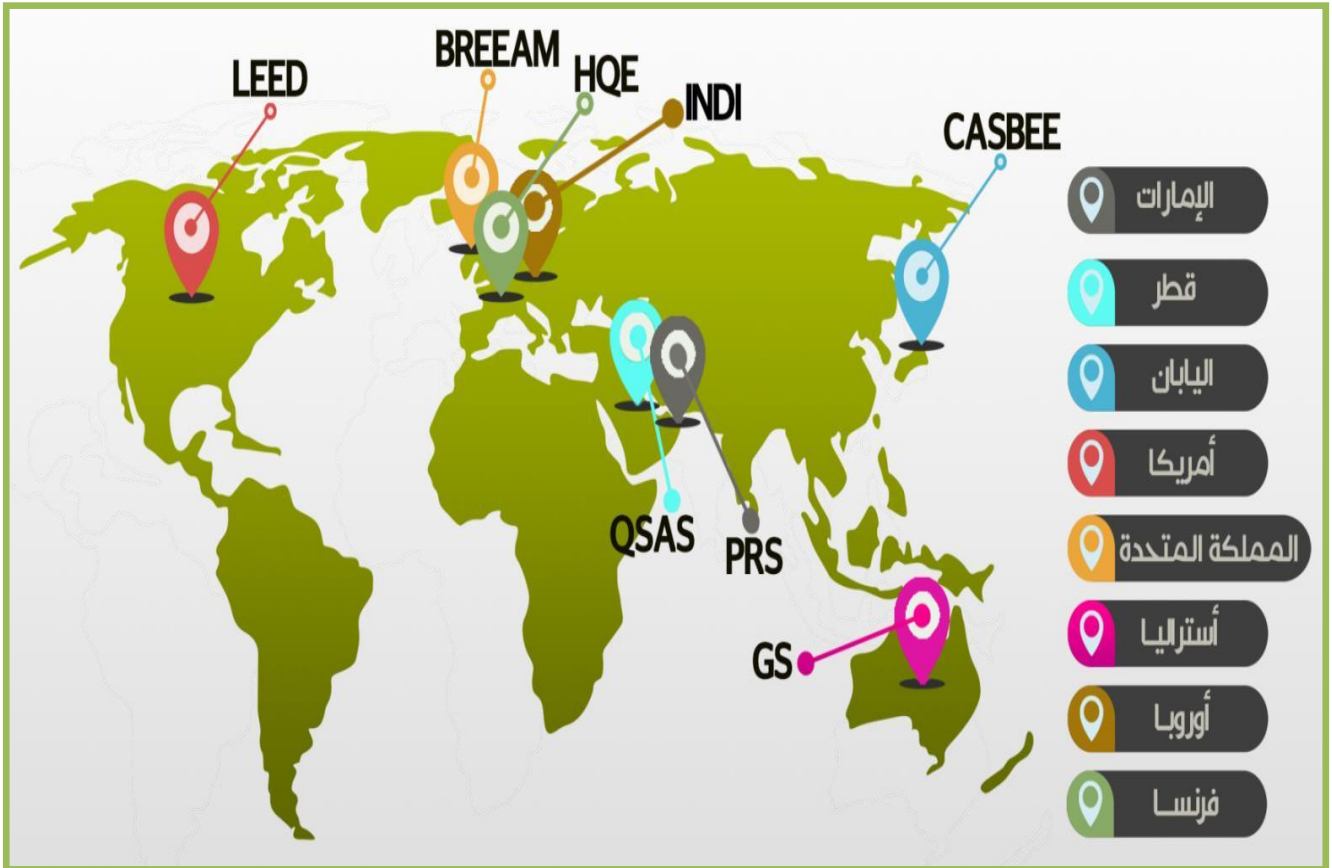 LEED
BREEAM
HQE
INDI
CASBEE
QSAS
PRS
GS
الإمارات
قطر
اليابان
أمريكا
المملكة المتحدة
أستراليا
أوروبا
فرنسا